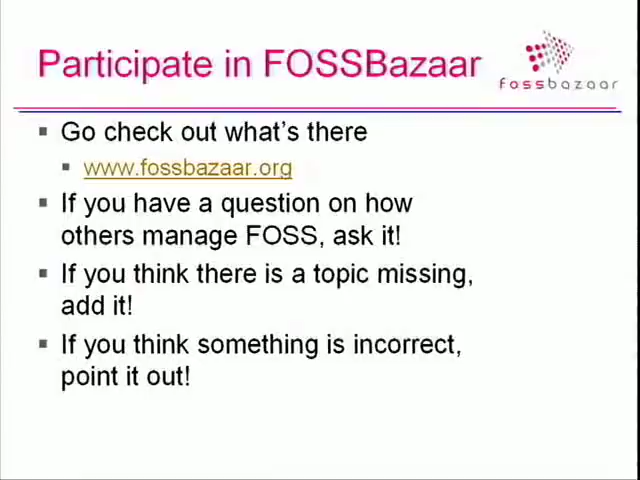 Participate in FOSSBazaar
fossbazaar
Go check out what's there
www.fossbazaar.org
If you have a question on how
others manage FOSS, ask it!
If you think there is a topic missing,
add it!
If you think something is incorrect,
point it out!